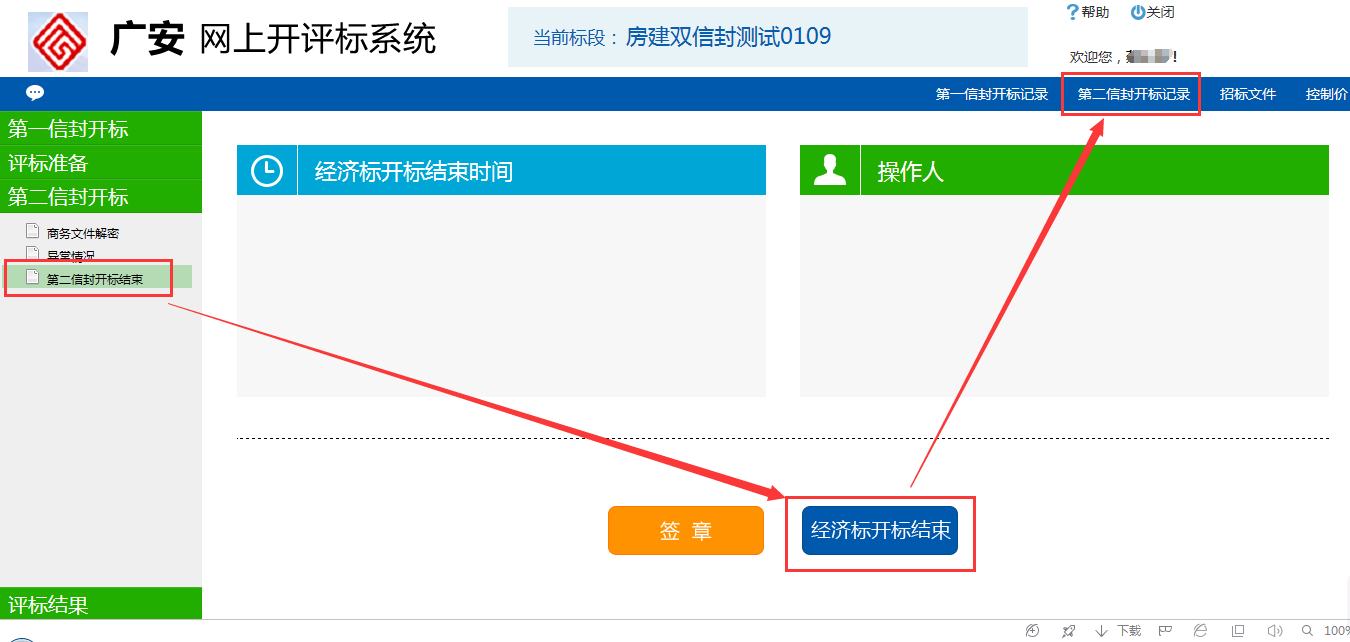 广安 网上开评标系统
当前标段： 房建双信封测试0109
帮助 关闭
欢迎您， !
第一信封开标记录 第二信封开标记录 招标文件 控制价
第一信封开标
评标准备
第二信封开标
商务文件解密
异常情况
第二信封开标结束
经济标开标结束时间
操作人
签 章
经济标开标结束
评标结果
下载
100%